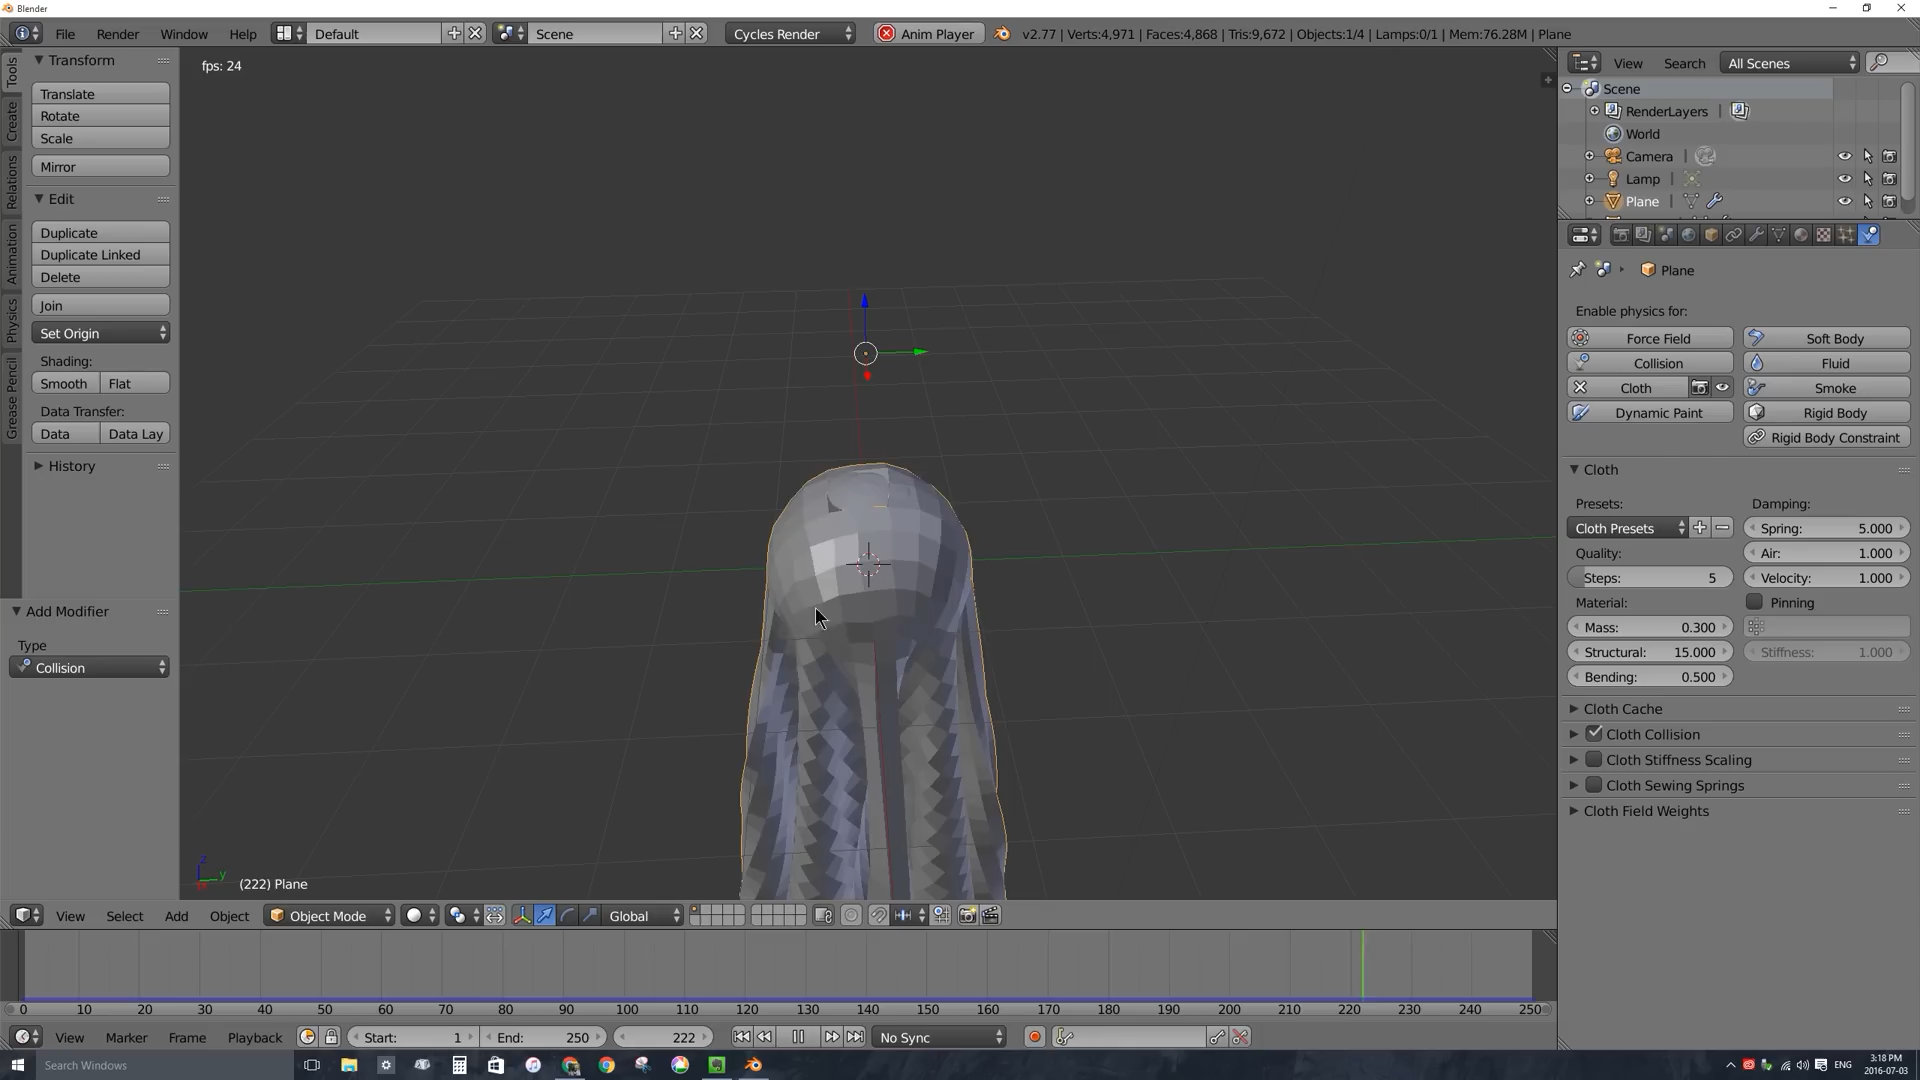 Blender
File Render Window Help Default Scene Cycles Render Anim Player v2.77 | Verts:4,971 | Faces:4,868 | Tris:9,672 | Objects:1/4 | Lamps:0/1 | Mem:76.28M | Plane
Tools
Create
Relations
Animation
Physics
Grease Pencil
Transform
Translate
Rotate
Scale
Mirror
Edit
Duplicate
Duplicate Linked
Delete
Join
Set Origin
Shading:
Smooth Flat
Data Transfer:
Data Data Lay
History
Add Modifier
Type
Collision
fps: 24
z
y
(222) Plane
View Select Add Object Object Mode Global
View Search All Scenes
Scene
RenderLayers |
World
Camera |
Lamp |
Plane |
Plane
Enable physics for:
Force Field Soft Body
Collision Fluid
Cloth Smoke
Dynamic Paint Rigid Body
Rigid Body Constraint
Cloth
Presets: Damping:
Cloth Presets Spring: 5.000
Quality: Air: 1.000
Steps: 5 Velocity: 1.000
Material: Pinning
Mass: 0.300
Structural: 15.000 Stiffness: 1.000
Bending: 0.500
Cloth Cache
Cloth Collision
Cloth Stiffness Scaling
Cloth Sewing Springs
Cloth Field Weights
0 10 20 30 40 50 60 70 80 90 100 110 120 130 140 150 160 170 180 190 200 210 220 230 240 250
View Marker Frame Playback Start: 1 End: 250 222 No Sync
Search Windows
ENG
3:18 PM
2016-07-03